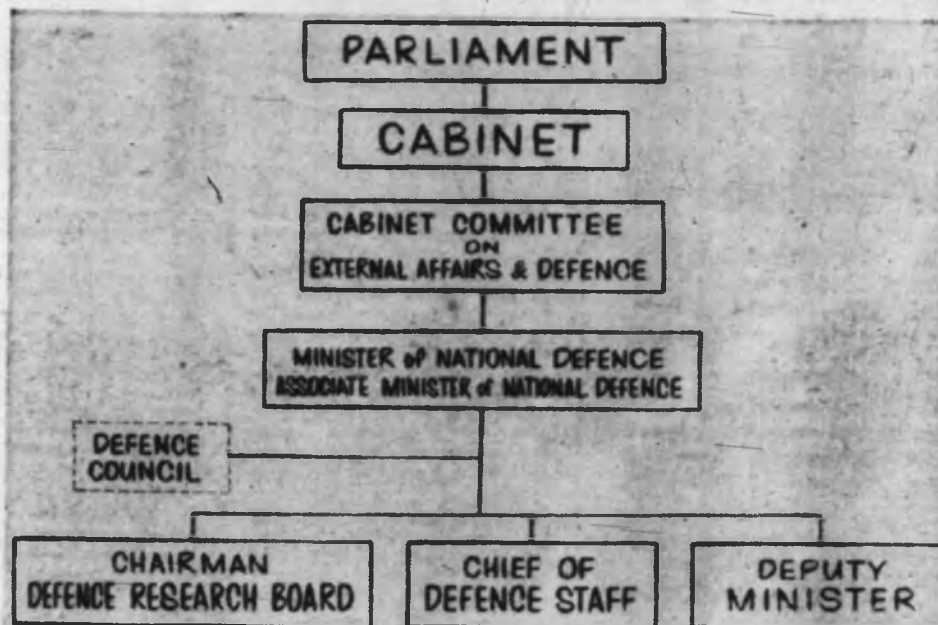 PARLIAMENT
CABINET
CABINET COMMITTEE
ON
EXTERNAL AFFAIRS & DEFENCE
MINISTER OF NATIONAL DEFENCE
ASSOCIATE MINISTER of NATIONAL DEFENCE
DEFENCE
COUNCIL
CHAIRMAN
DEFENCE RESEARCH BOARD
CHIEF OF
DEFENCE STAFF
DEPUTY
MINISTER